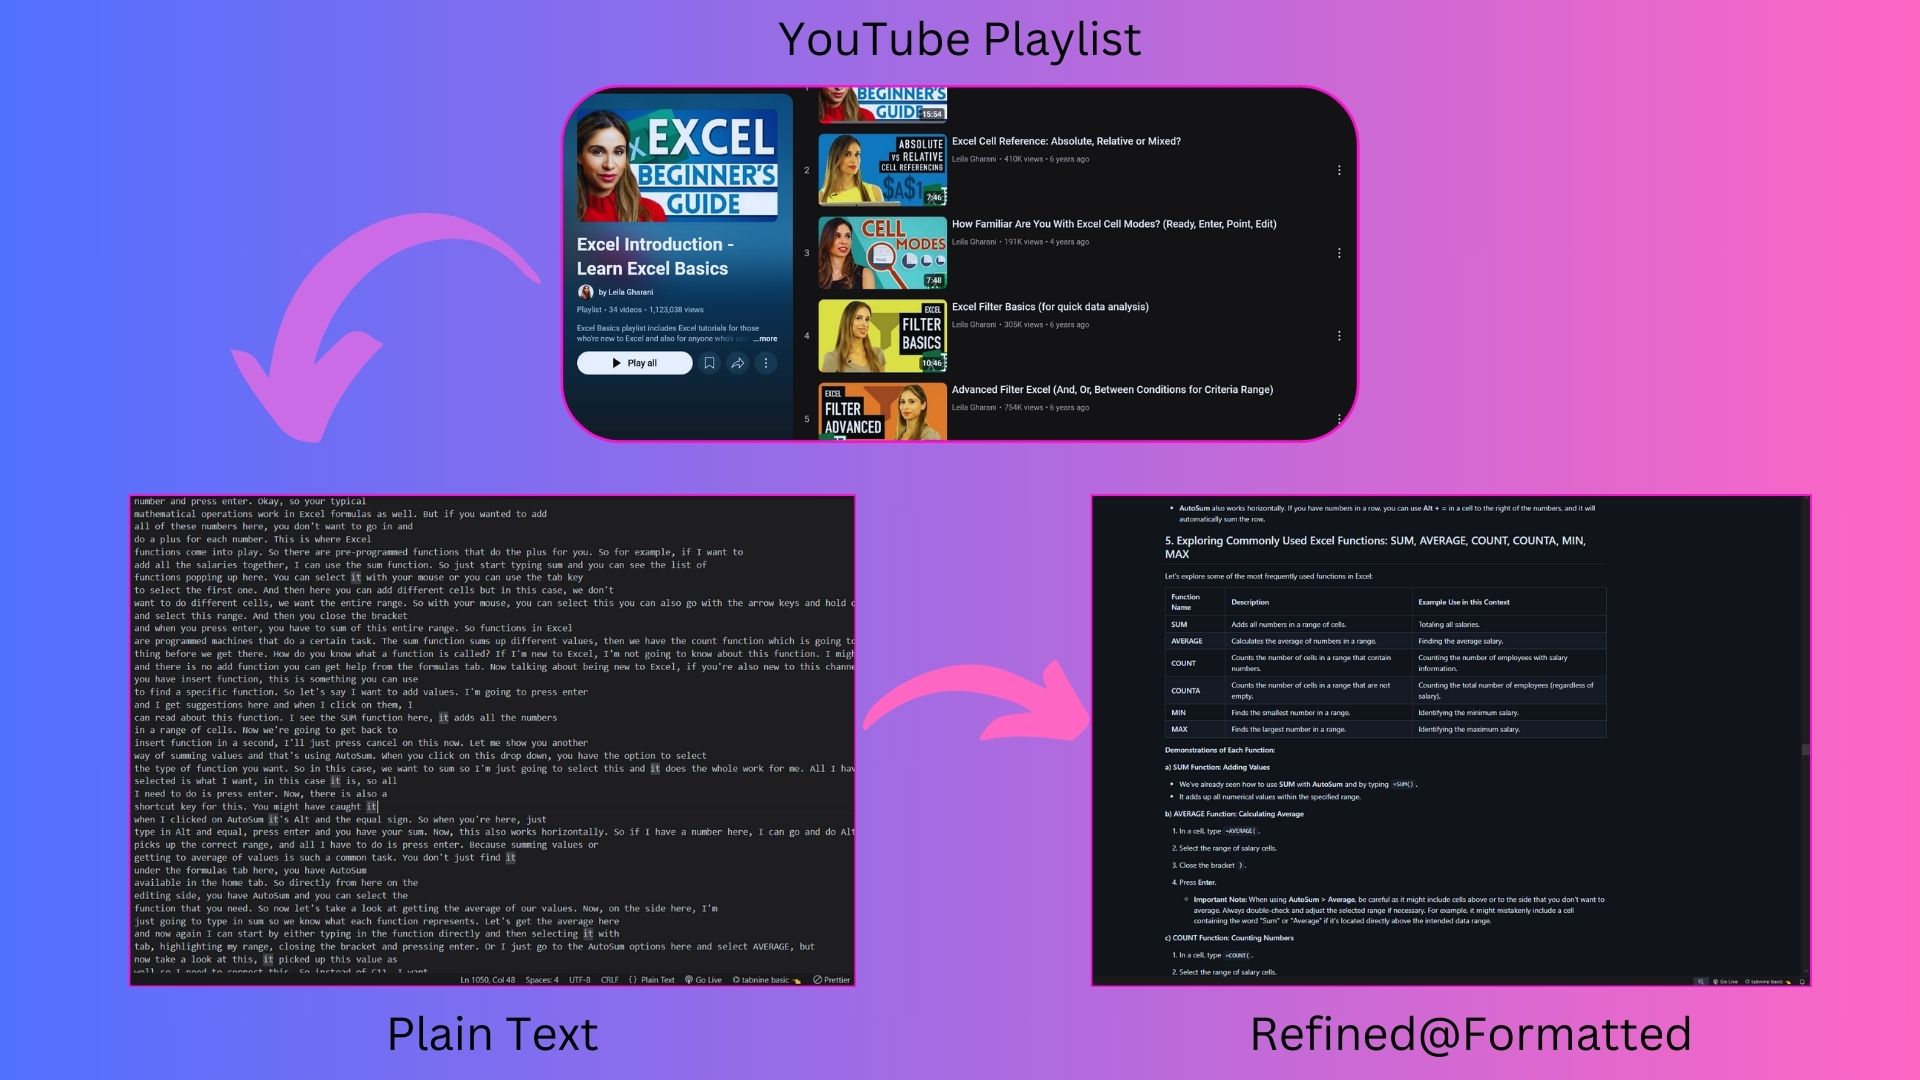 YouTube Playlist
BEGINNER'S
GUIDE
15:54
EXCEL
BEGINNER'S
GUIDE
Excel Introduction -
Learn Excel Basics
by Leila Gharani
Playlist • 34 videos • 1,123,038 views
Excel Basics playlist includes Excel tutorials for those
who're new to Excel and also for anyone who's
...more
Play all
2
ABSOLUTE
VS RELATIVE
CELL REFERENCING
$A$1
7:46
Excel Cell Reference: Absolute, Relative or Mixed?
Leila Gharani • 410K views • 6 years ago
3
CELL
MODES
7:48
How Familiar Are You With Excel Cell Modes? (Ready, Enter, Point, Edit)
Leila Gharani • 191K views • 4 years ago
4
EXCEL
FILTER
BASICS
10:46
Excel Filter Basics (for quick data analysis)
Leila Gharani • 305K views • 6 years ago
5
EXCEL
FILTER
ADVANCED
Advanced Filter Excel (And, Or, Between Conditions for Criteria Range)
Leila Gharani • 754K views • 6 years ago
number and press enter. Okay, so your typical
mathematical operations work in Excel formulas as well. But if you wanted to add
all of these numbers here, you don't want to go in and
do a plus for each number. This is where Excel
functions come into play. So there are pre-programmed functions that do the plus for you. So for example, if I want to
add all the salaries together, I can use the sum function. So just start typing sum and you can see the list of
functions popping up here. You can select it with your mouse or you can use the tab key
to select the first one. And then here you can add different cells but in this case, we don't
want to do different cells, we want the entire range. So with your mouse, you can select this you can also go with the arrow keys and hold
and select this range. And then you close the bracket
and when you press enter, you have to sum of this entire range. So functions in Excel
are programmed machines that do a certain task. The sum function sums up different values, then we have the count function which is going to
thing before we get there. How do you know what a function is called? If I'm new to Excel, I'm not going to know about this function. I
and there is no add function you can get help from the formulas tab. Now talking about being new to Excel, if you're also new to this
you have insert function, this is something you can use
to find a specific function. So let's say I want to add values. I'm going to press enter
and I get suggestions here and when I click on them, I
can read about this function. I see the SUM function here, it adds all the numbers
in a range of cells. Now we're going to get back to
insert function in a second, I'll just press cancel on this now. Let me show you another
way of summing values and that's using AutoSum. When you click on this drop down, you have the option to select
the type of function you want. So in this case, we want to sum so I'm just going to select this and it does the whole work for me. All I
selected is what I want, in this case it is, so all
I need to do is press enter. Now, there is also a
shortcut key for this. You might have caught it
when I clicked on AutoSum it's Alt and the equal sign. So when you're here, just
type in Alt and equal, press enter and you have your sum. Now, this also works horizontally. So if I have a number here, I can go and do Alt
picks up the correct range, and all I have to do is press enter. Because summing values or
getting to average of values is such a common task. You don't just find it
under the formulas tab here, you have AutoSum
available in the home tab. So directly from here on the
editing side, you have AutoSum and you can select the
function that you need. So now let's take a look at getting the average of our values. Now, on the side here, I'm
just going to type in sum so we know what each function represents. Let's get the average here
and now again I can start by either typing in the function directly and then selecting it with
tab, highlighting my range, closing the bracket and pressing enter. Or I just go to the AutoSum options here and select AVERAGE, but
now take a look at this, it picked up this value as
well so I need to correct this. So instead of C11, I want
Ln 1050, Col 48 Spaces: 4 UTF-8 CRLF {} Plain Text Go Live tabnine basic Prettier
Plain Text
• AutoSum also works horizontally. If you have numbers in a row, you can use Alt + = in a cell to the right of the numbers, and it will
automatically sum the row.
5. Exploring Commonly Used Excel Functions: SUM, AVERAGE, COUNT, COUNTA, MIN,
MAX
Let's explore some of the most frequently used functions in Excel:
Function Name Description Example Use in this Context
SUM Adds all numbers in a range of cells. Totaling all salaries.
AVERAGE Calculates the average of numbers in a range. Finding the average salary.
COUNT Counts the number of cells in a range that contain numbers. Counting the number of employees with salary information.
COUNTA Counts the number of cells in a range that are not empty. Counting the total number of employees (regardless of salary).
MIN Finds the smallest number in a range. Identifying the minimum salary.
MAX Finds the largest number in a range. Identifying the maximum salary.
Demonstrations of Each Function:
a) SUM Function: Adding Values
• We've already seen how to use SUM with AutoSum and by typing =SUM().
• It adds up all numerical values within the specified range.
b) AVERAGE Function: Calculating Average
1. In a cell, type =AVERAGE( .
2. Select the range of salary cells.
3. Close the bracket ) .
4. Press Enter.
Important Note: When using AutoSum > Average, be careful as it might include cells above or to the side that you don't want to
average. Always double-check and adjust the selected range if necessary. For example, it might mistakenly include a cell
containing the word "Sum" or "Average" if it's located directly above the intended data range.
c) COUNT Function: Counting Numbers
1. In a cell, type =COUNT( .
2. Select the range of salary cells.
Go Live tabnine basic
Refined@Formatted